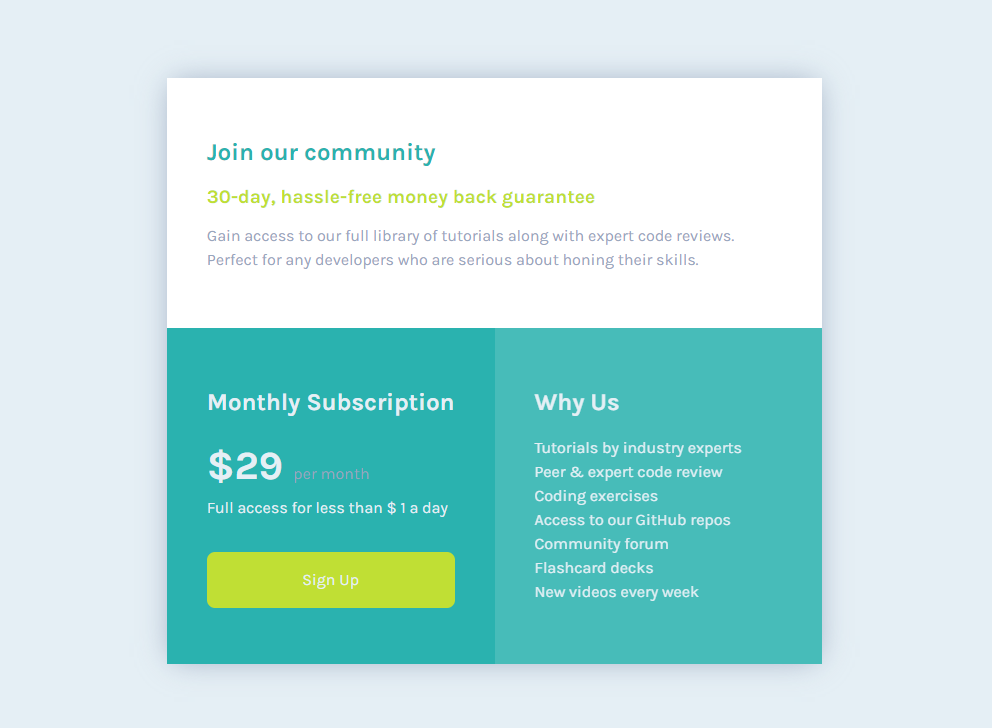 Join our community
30-day, hassle-free money back guarantee
Gain access to our full library of tutorials along with expert code reviews.
Perfect for any developers who are serious about honing their skills.
Monthly Subscription
$29 per month
Full access for less than $ 1 a day
Sign Up
Why Us
Tutorials by industry experts
Peer & expert code review
Coding exercises
Access to our GitHub repos
Community forum
Flashcard decks
New videos every week